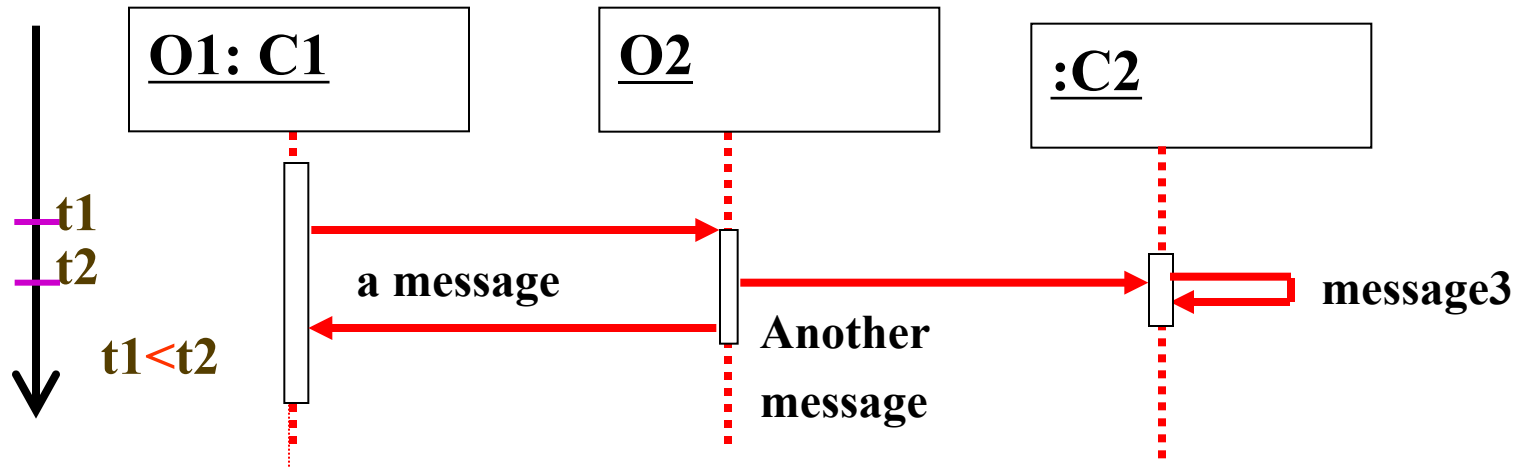 O1: C1
O2
:C2
t1
t2
a message
message3
Another
message
t1<t2